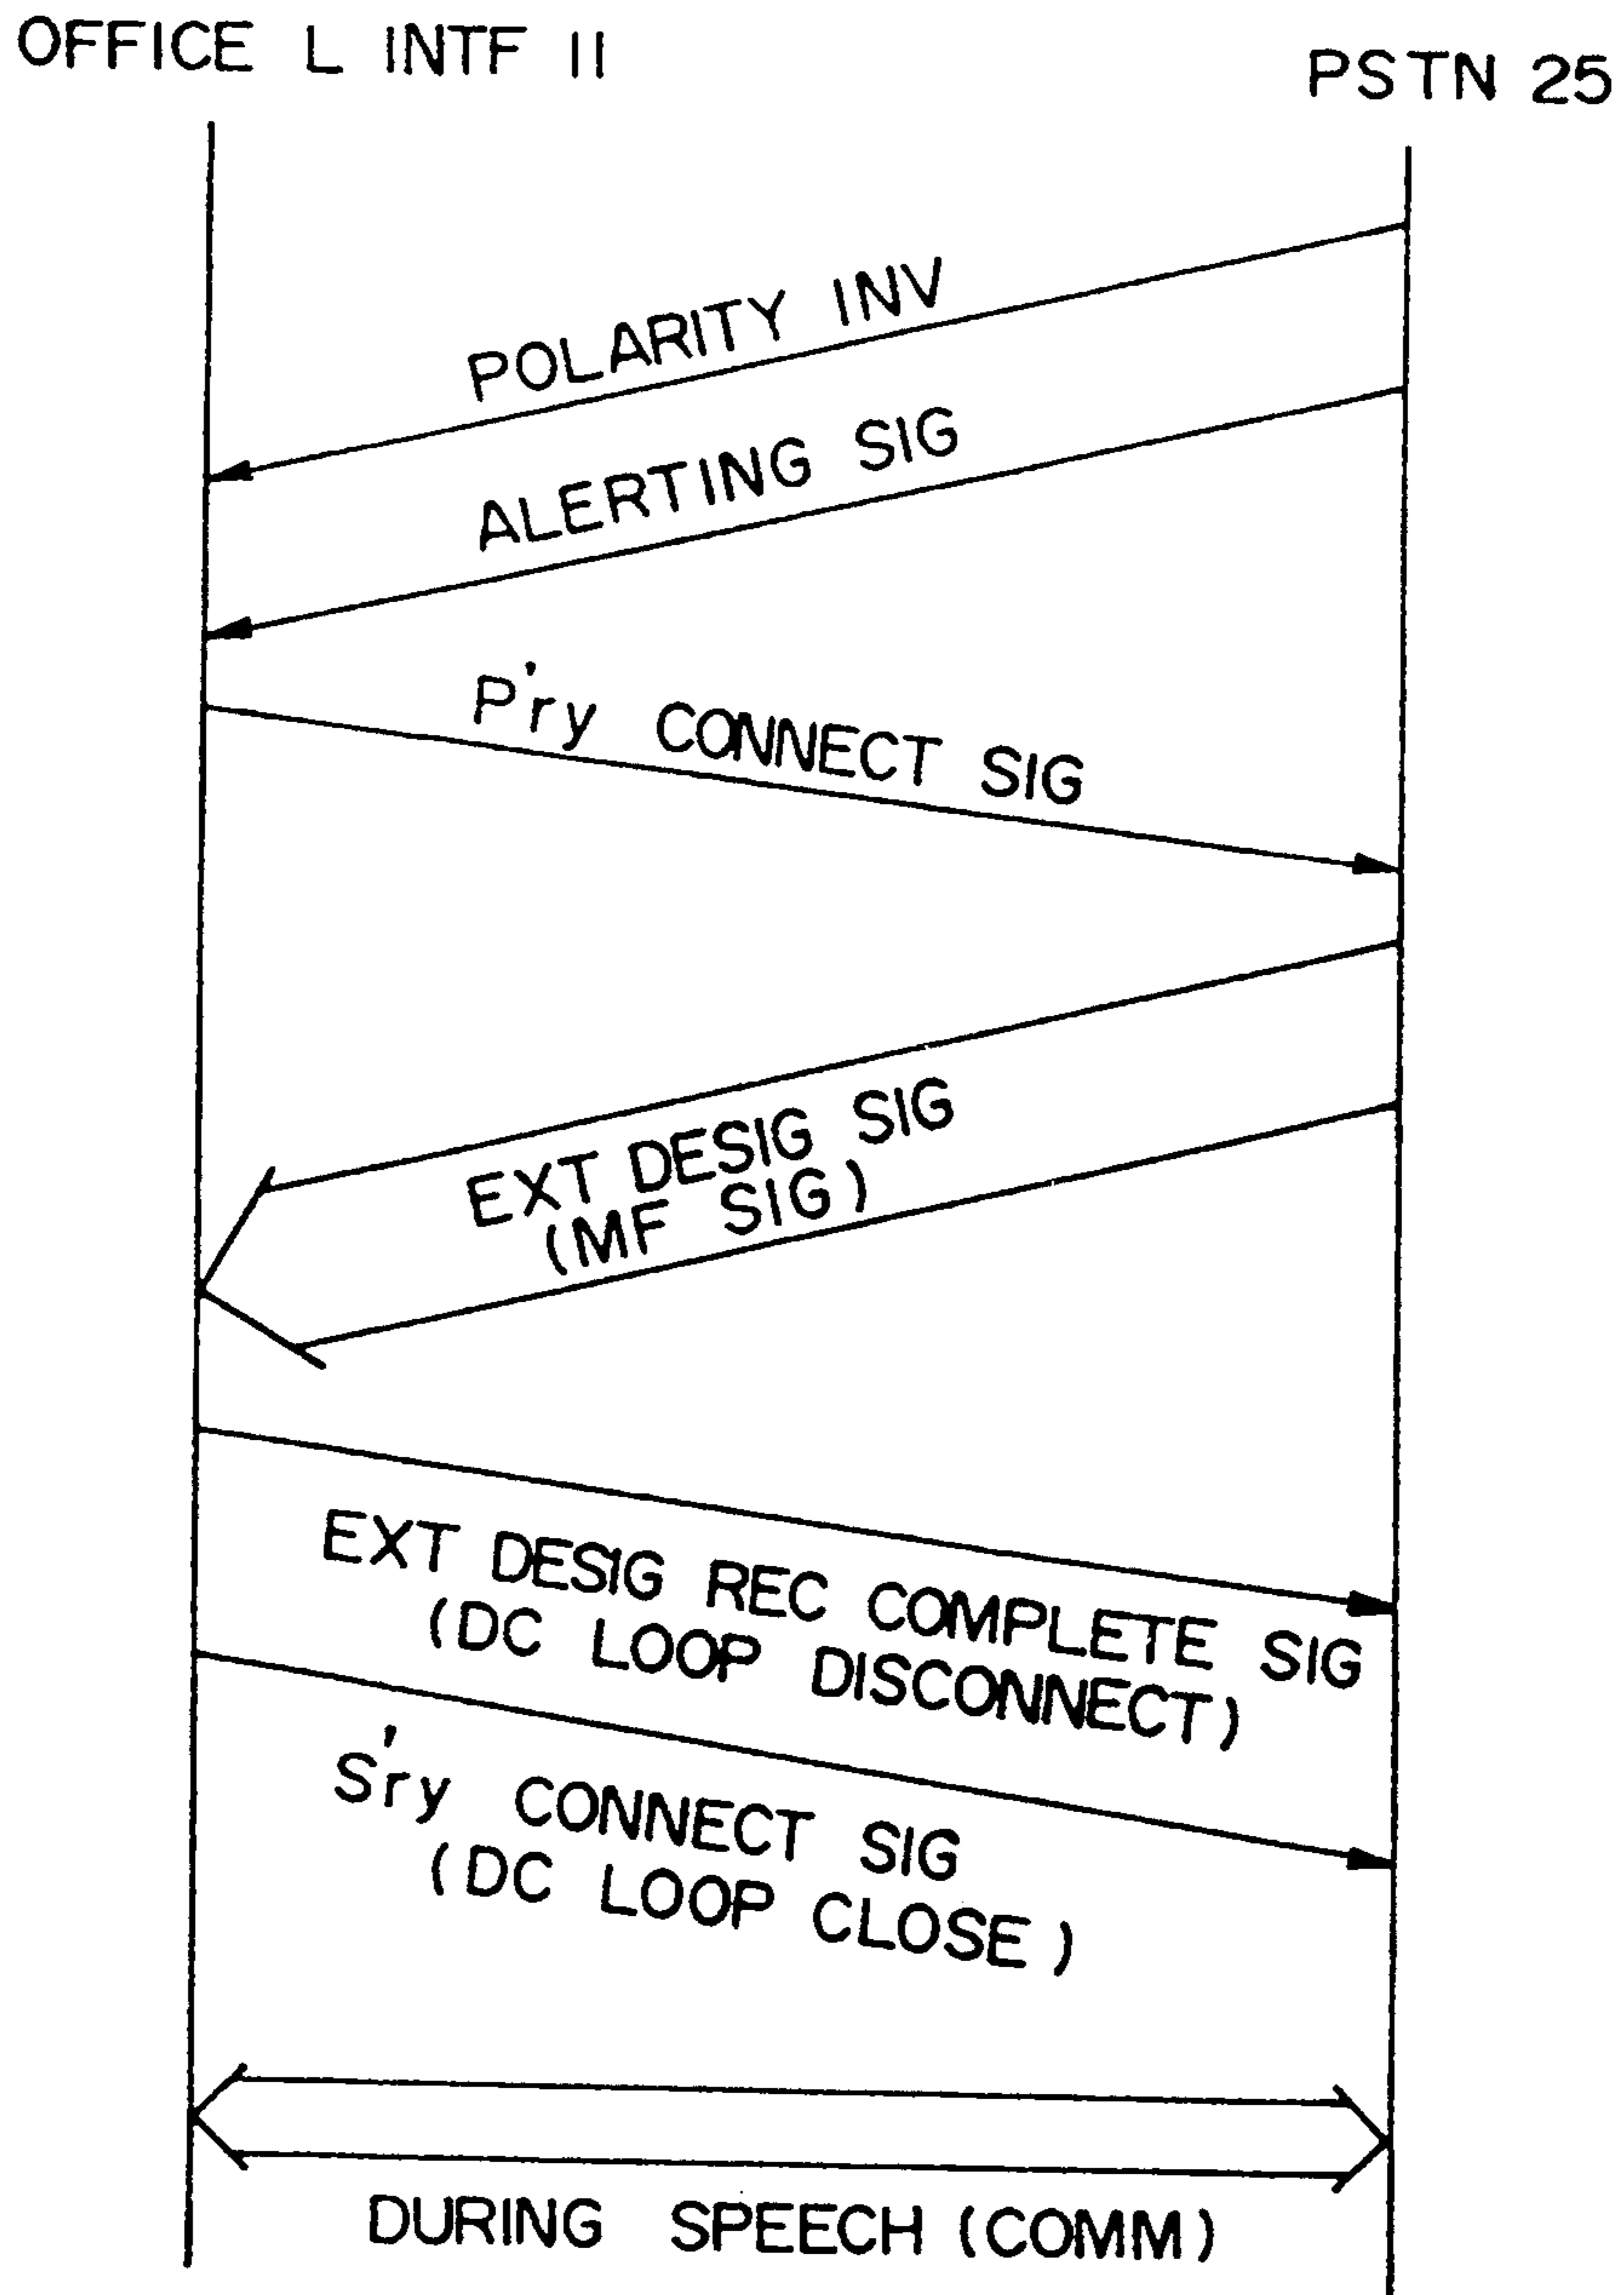 OFFICE L INTF 11
PSTN 25
POLARITY INV
ALERTING SIG
P'ry CONNECT SIG
EXT DESIG SIG
(MF SIG)
EXT DESIG REC COMPLETE SIG
(DC LOOP DISCONNECT)
S'ry CONNECT SIG
(DC LOOP CLOSE)
DURING SPEECH (COMM)